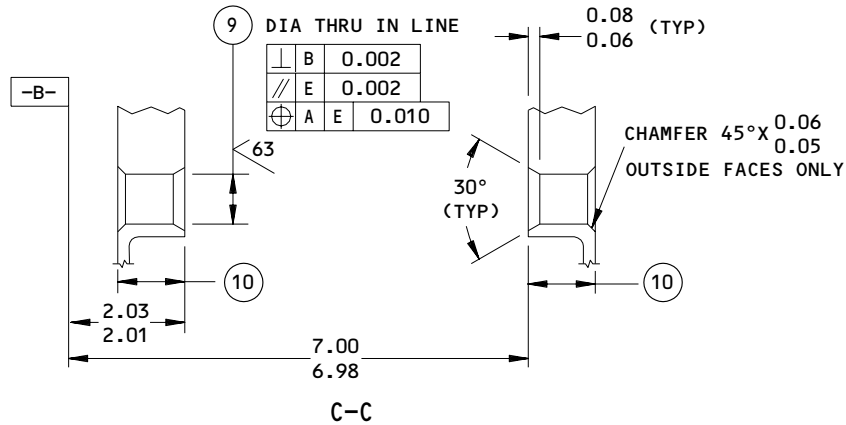 9 DIA THRU IN LINE
⊥ B 0.002
// E 0.002
⌖ A E 0.010
-B-
63
0.08
0.06 (TYP)
CHAMFER 45°X 0.06
0.05
OUTSIDE FACES ONLY
30°
(TYP)
10
10
2.03
2.01
7.00
6.98
C-C